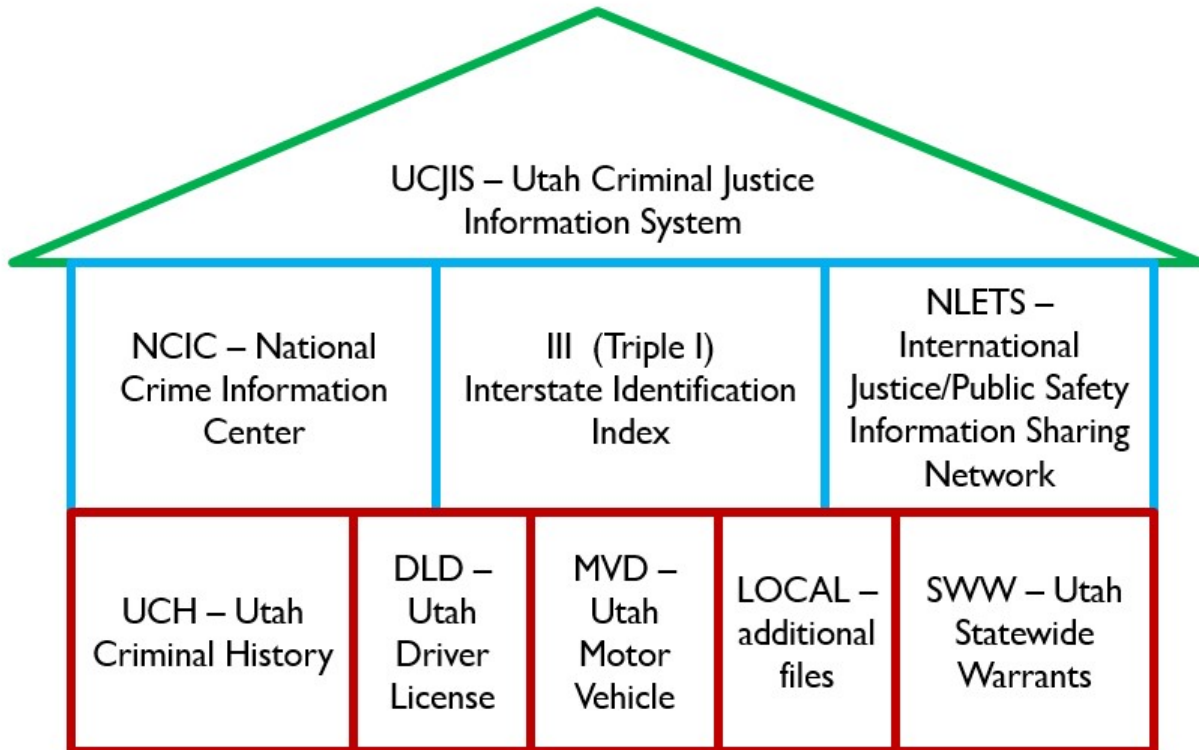 UCJIS – Utah Criminal Justice
Information System
NCIC – National
Crime Information
Center
III  (Triple I)
Interstate Identification
Index
NLETS –
International
Justice/Public Safety
Information Sharing
Network
UCH – Utah
Criminal History
DLD –
Utah
Driver
License
MVD –
Utah
Motor
Vehicle
LOCAL –
additional
files
SWW – Utah
Statewide
Warrants